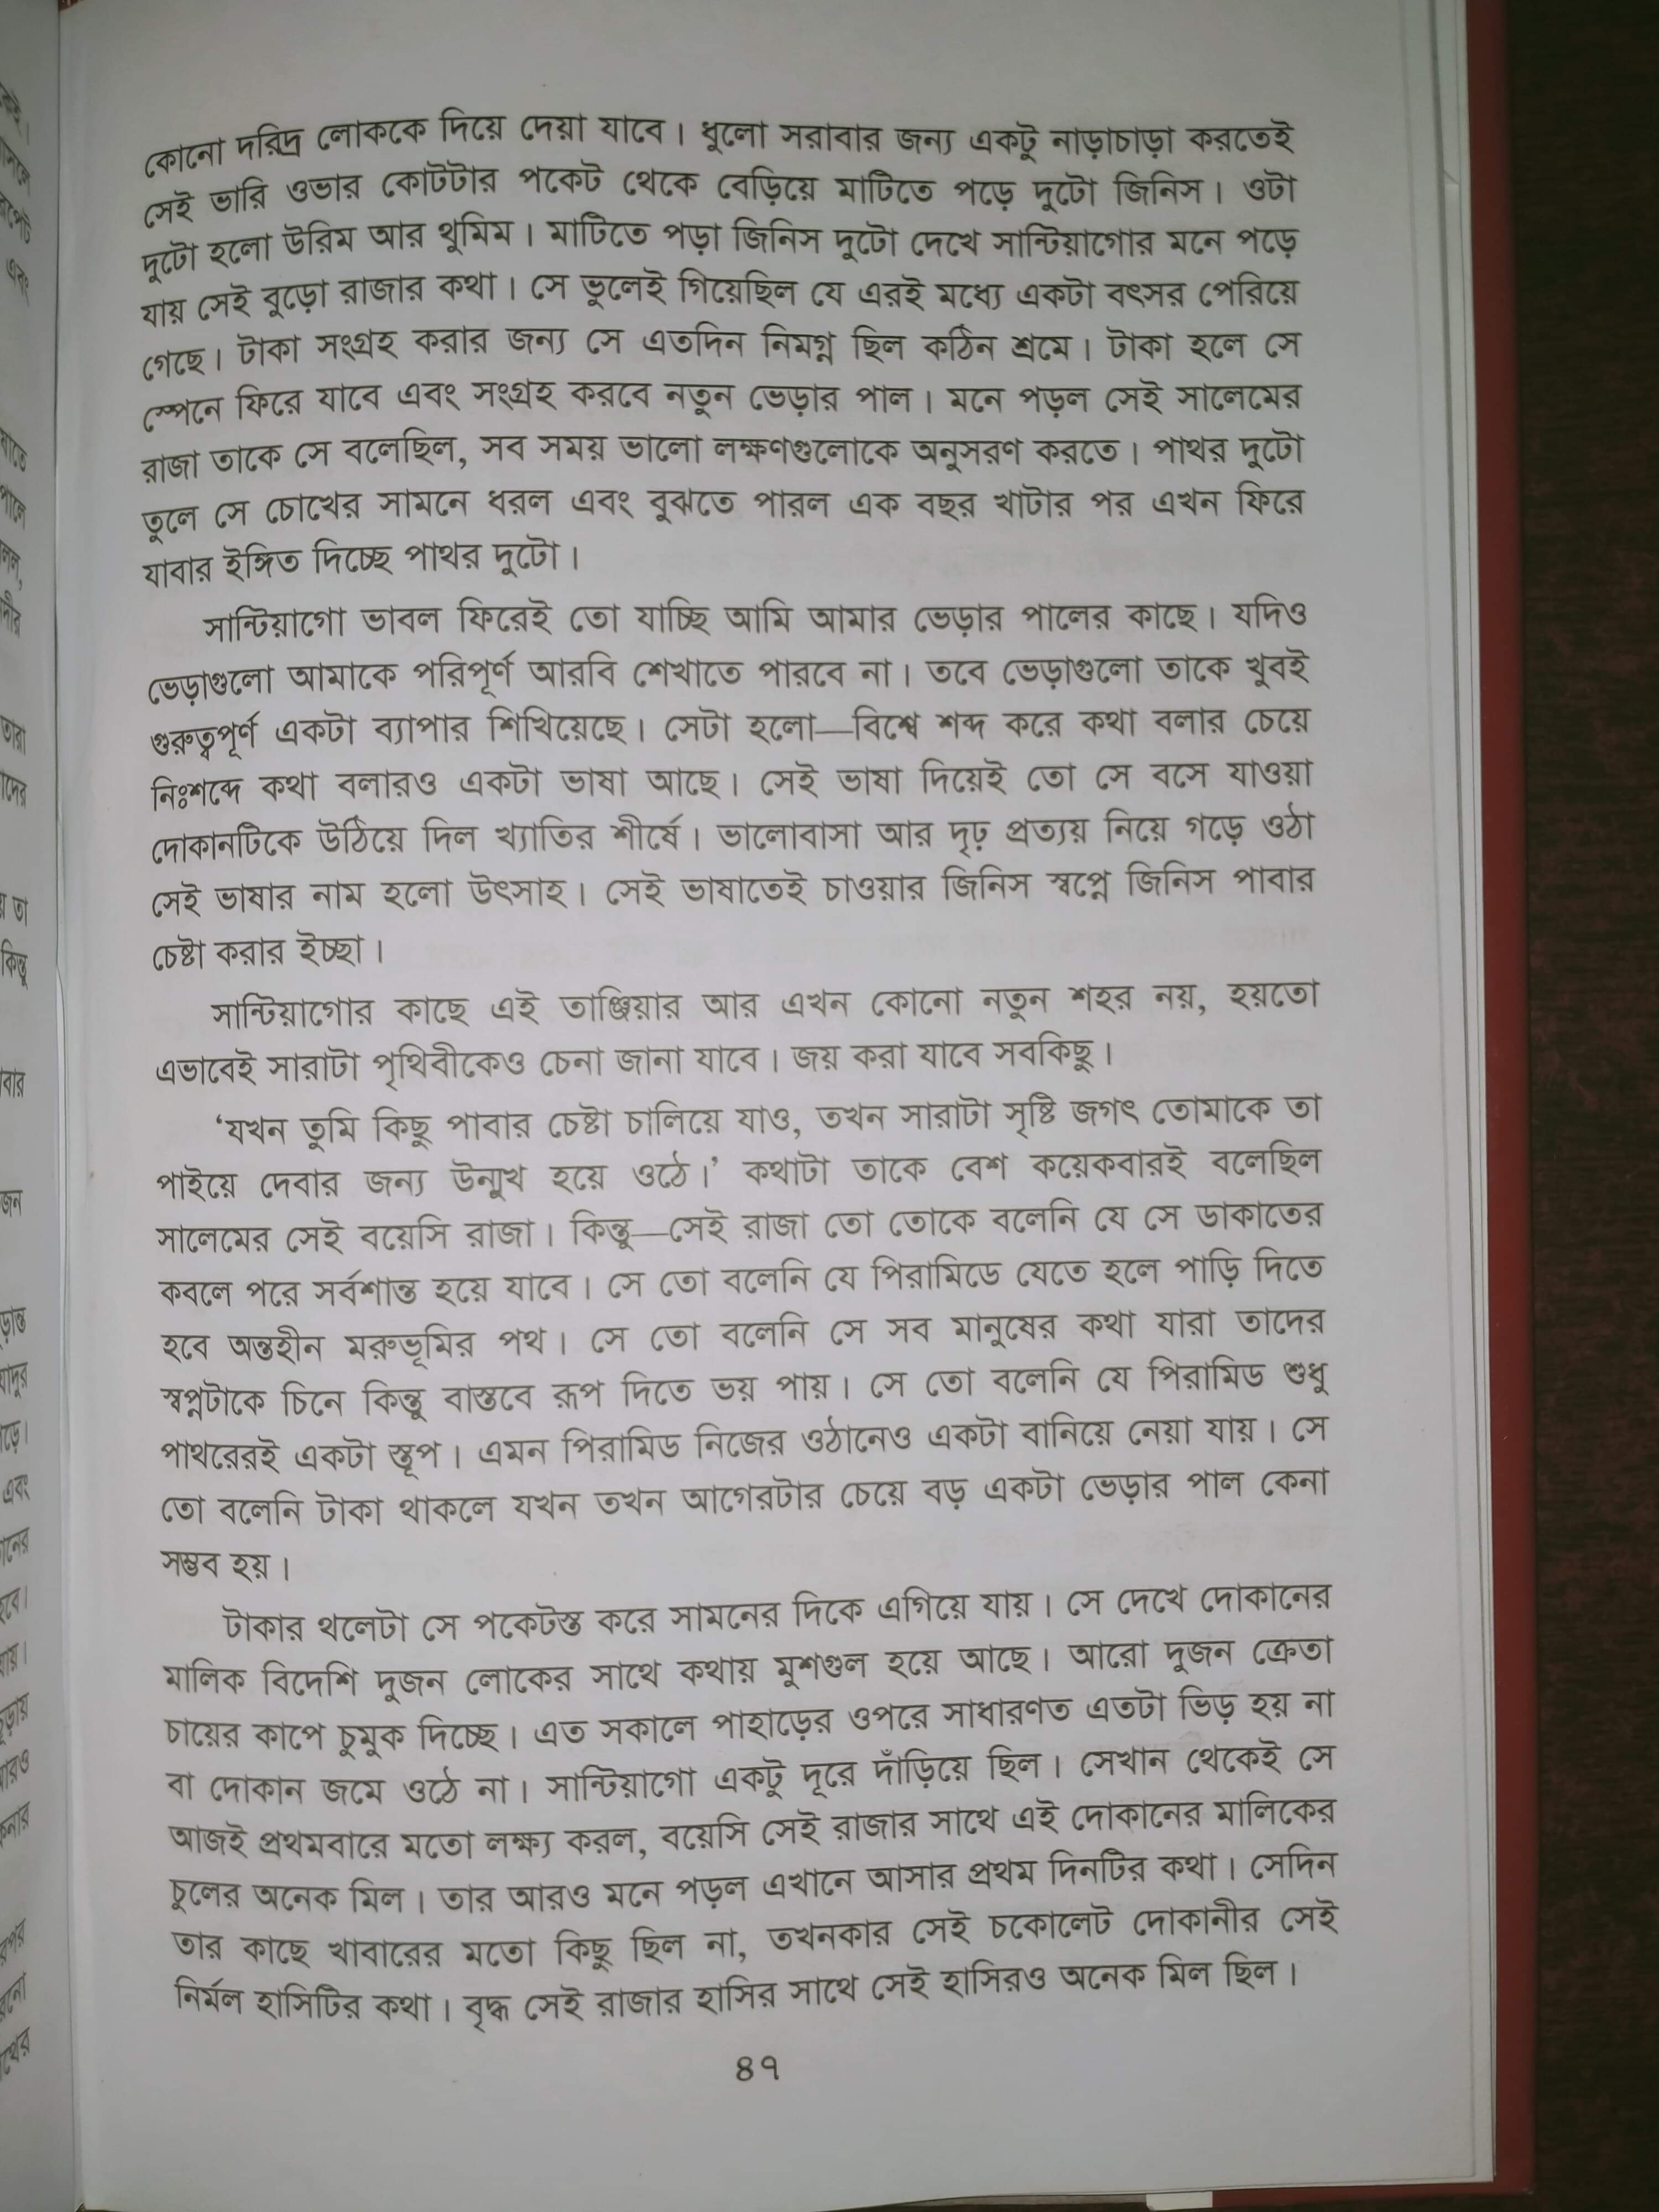 কোনো দরিদ্র লোককে দিয়ে দেয়া যাবে। ধুলো সরাবার জন্য একটু নাড়াচাড়া করতেই
সেই ভারি ওভার কোটটার পকেট থেকে বেড়িয়ে মাটিতে পড়ে দুটো জিনিস। ওটা
দুটো হলো উরিম আর থুমিম। মাটিতে পড়া জিনিস দুটো দেখে সান্টিয়াগোর মনে পড়ে
যায় সেই বুড়ো রাজার কথা। সে ভুলেই গিয়েছিল যে এরই মধ্যে একটা বৎসর পেরিয়ে
গেছে। টাকা সংগ্রহ করার জন্য সে এতদিন নিমগ্ন ছিল কঠিন শ্রমে। টাকা হলে সে
স্পেনে ফিরে যাবে এবং সংগ্রহ করবে নতুন ভেড়ার পাল। মনে পড়ল সেই সালেমের
রাজা তাকে সে বলেছিল, সব সময় ভালো লক্ষণগুলোকে অনুসরণ করতে। পাথর দুটো
তুলে সে চোখের সামনে ধরল এবং বুঝতে পারল এক বছর খাটার পর এখন ফিরে
যাবার ইঙ্গিত দিচ্ছে পাথর দুটো।
সান্টিয়াগো ভাবল ফিরেই তো যাচ্ছি আমি আমার ভেড়ার পালের কাছে। যদিও
ভেড়াগুলো আমাকে পরিপূর্ণ আরবি শেখাতে পারবে না। তবে ভেড়াগুলো তাকে খুবই
গুরুত্বপূর্ণ একটা ব্যাপার শিখিয়েছে। সেটা হলো—বিশ্বে শব্দ করে কথা বলার চেয়ে
নিঃশব্দে কথা বলারও একটা ভাষা আছে। সেই ভাষা দিয়েই তো সে বসে যাওয়া
দোকানটিকে উঠিয়ে দিল খ্যাতির শীর্ষে। ভালোবাসা আর দৃঢ় প্রত্যয় নিয়ে গড়ে ওঠা
সেই ভাষার নাম হলো উৎসাহ। সেই ভাষাতেই চাওয়ার জিনিস স্বপ্নে জিনিস পাবার
চেষ্টা করার ইচ্ছা।
সান্টিয়াগোর কাছে এই তাঞ্জিয়ার আর এখন কোনো নতুন শহর নয়, হয়তো
এভাবেই সারাটা পৃথিবীকেও চেনা জানা যাবে। জয় করা যাবে সবকিছু।
‘যখন তুমি কিছু পাবার চেষ্টা চালিয়ে যাও, তখন সারাটা সৃষ্টি জগৎ তোমাকে তা
পাইয়ে দেবার জন্য উন্মুখ হয়ে ওঠে।’ কথাটা তাকে বেশ কয়েকবারই বলেছিল
সালেমের সেই বয়েসি রাজা। কিন্তু—সেই রাজা তো তোকে বলেনি যে সে ডাকাতের
কবলে পরে সর্বশান্ত হয়ে যাবে। সে তো বলেনি যে পিরামিডে যেতে হলে পাড়ি দিতে
হবে অন্তহীন মরুভূমির পথ। সে তো বলেনি সে সব মানুষের কথা যারা তাদের
স্বপ্নটাকে চিনে কিন্তু বাস্তবে রূপ দিতে ভয় পায়। সে তো বলেনি যে পিরামিড শুধু
পাথরেরই একটা স্তূপ। এমন পিরামিড নিজের ওঠানেও একটা বানিয়ে নেয়া যায়। সে
তো বলেনি টাকা থাকলে যখন তখন আগেরটার চেয়ে বড় একটা ভেড়ার পাল কেনা
সম্ভব হয়।
টাকার থলেটা সে পকেটস্ত করে সামনের দিকে এগিয়ে যায়। সে দেখে দোকানের
মালিক বিদেশি দুজন লোকের সাথে কথায় মুশগুল হয়ে আছে। আরো দুজন ক্রেতা
চায়ের কাপে চুমুক দিচ্ছে। এত সকালে পাহাড়ের ওপরে সাধারণত এতটা ভিড় হয় না
বা দোকান জমে ওঠে না। সান্টিয়াগো একটু দূরে দাঁড়িয়ে ছিল। সেখান থেকেই সে
আজই প্রথমবারে মতো লক্ষ্য করল, বয়েসি সেই রাজার সাথে এই দোকানের মালিকের
চুলের অনেক মিল। তার আরও মনে পড়ল এখানে আসার প্রথম দিনটির কথা। সেদিন
তার কাছে খাবারের মতো কিছু ছিল না, তখনকার সেই চকোলেট দোকানীর সেই
নির্মল হাসিটির কথা। বৃদ্ধ সেই রাজার হাসির সাথে সেই হাসিরও অনেক মিল ছিল।
৪৭